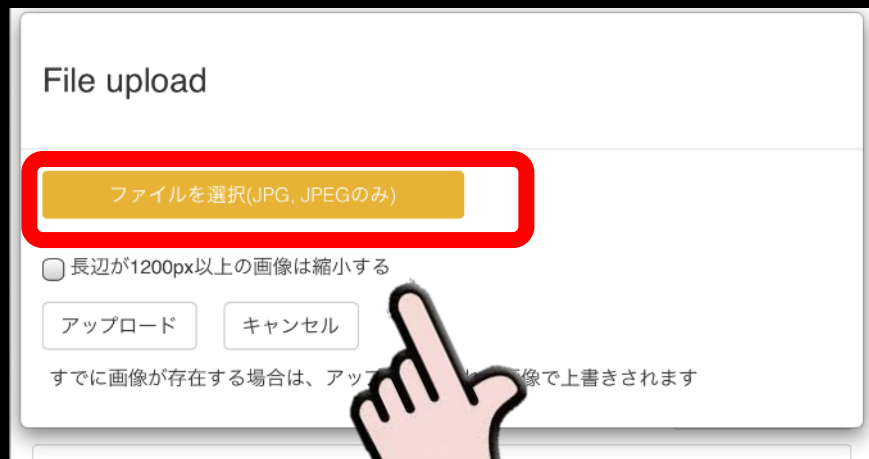 File upload
ファイルを選択(JPG, JPEGのみ)
長辺が1200px以上の画像は縮小する
アップロード
キャンセル
すでに画像が存在する場合は、アップ 像で上書きされます